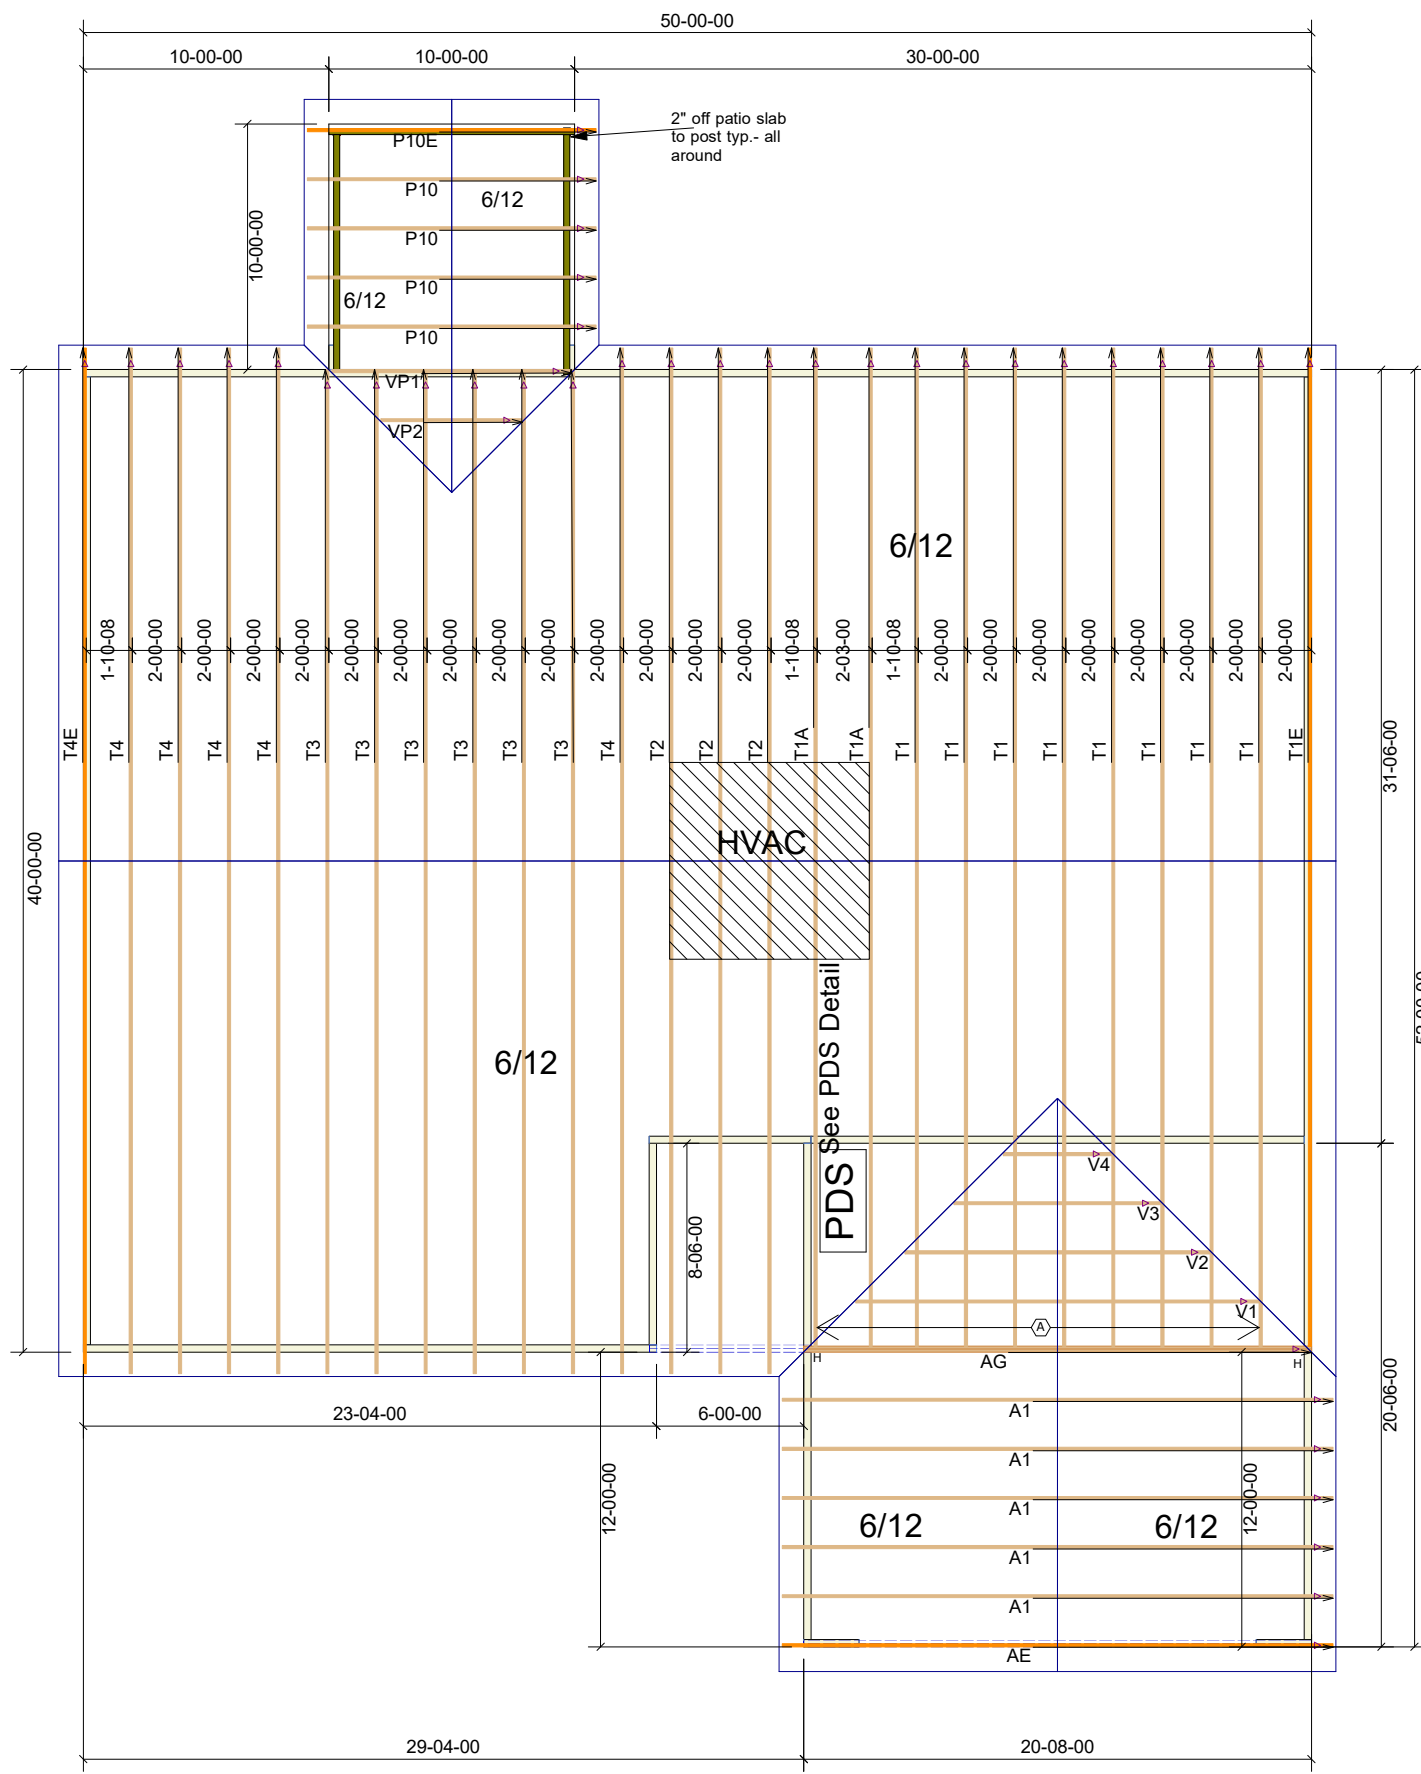 50-00-00
10-00-00
10-00-00
30-00-00
2" off patio slab
to post typ.- all
around
P10E
P10
6/12
P10
10-00-00
P10
6/12
P10
VP1
VP2
6/12
1-10-08
2-00-00
2-00-00
2-00-00
2-00-00
2-00-00
2-00-00
2-00-00
2-00-00
2-00-00
2-00-00
2-00-00
2-00-00
2-00-00
1-10-08
2-03-00
1-10-08
2-00-00
2-00-00
2-00-00
2-00-00
2-00-00
2-00-00
2-00-00
2-00-00
T4E
T4
T4
T4
T4
T3
T3
T3
T3
T3
T3
T4
T2
T2
T2
T1A
T1A
T1
T1
T1
T1
T1
T1
T1
T1
T1E
31-06-00
HVAC
40-00-00
See PDS Detail
6/12
PDS
V4
V3
8-06-00
V2
V1
A
H
AG
H
23-04-00
6-00-00
A1
20-06-00
A1
12-00-00
A1
12-00-00
6/12
6/12
A1
A1
AE
29-04-00
20-08-00